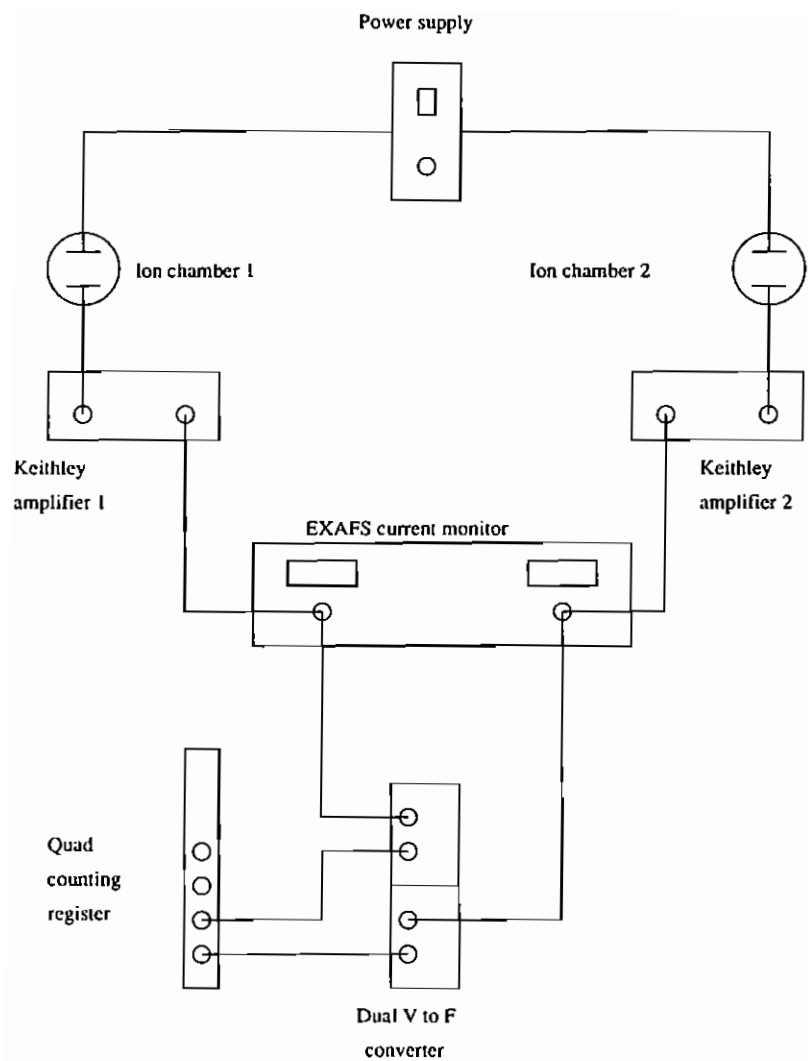 Power supply
Ion chamber 1
Ion chamber 2
Keithley
amplifier 1
Keithley
amplifier 2
EXAFS current monitor
Quad
counting
register
Dual V to F
converter